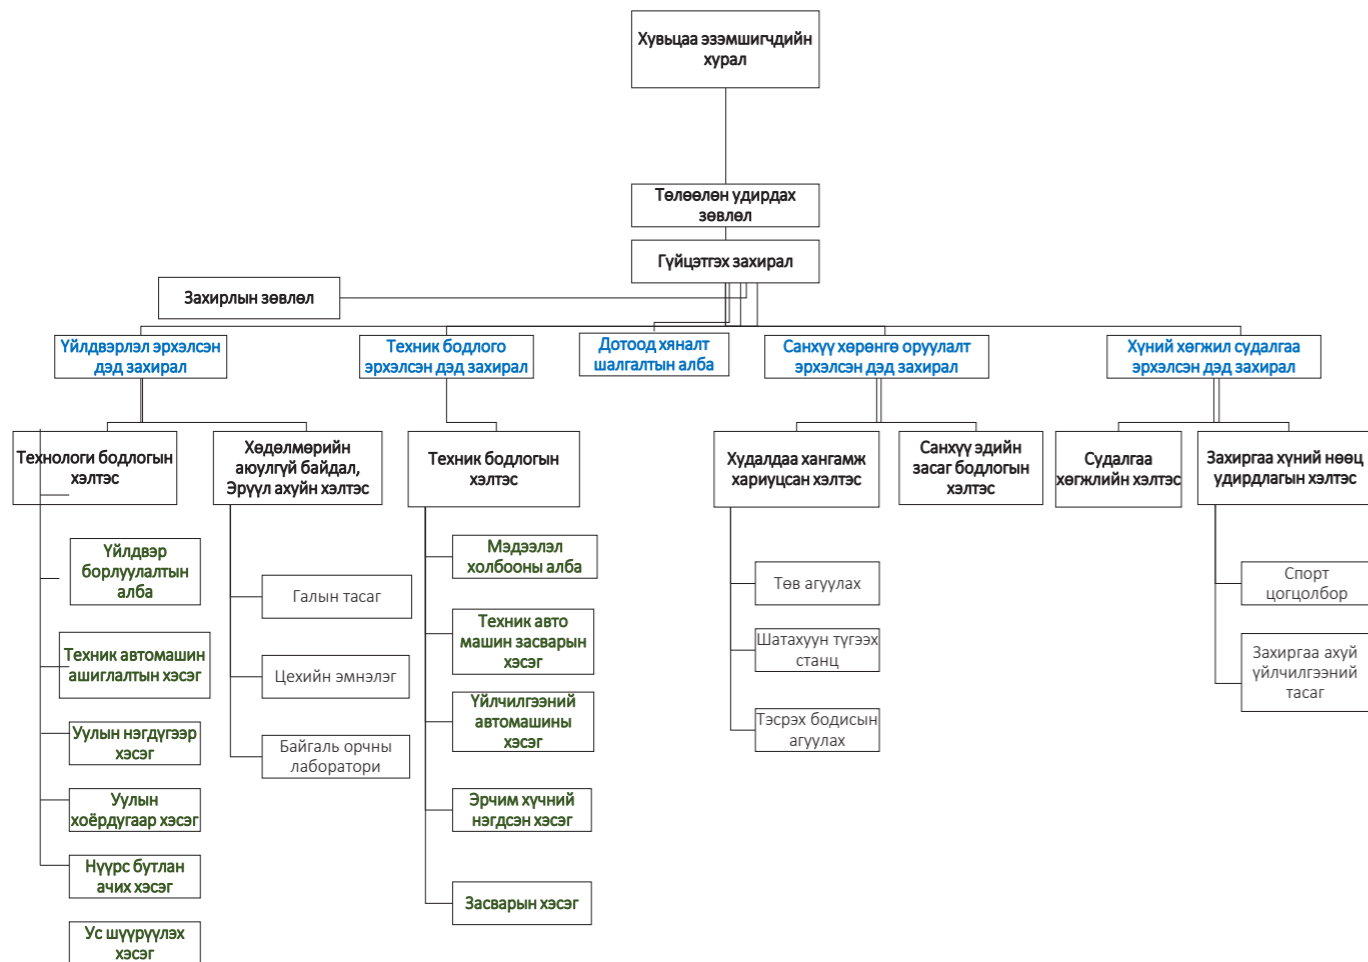 Хувьцаа эзэмшигчдийн
хурал
Төлөөлөн удирдах
зөвлөл
Гүйцэтгэх захирал
Захирлын зөвлөл
Үйлдвэрлэл эрхэлсэн
дэд захирал
Техник бодлого
эрхэлсэн дэд захирал
Дотоод хяналт
шалгалтын алба
Санхүү хөрөнгө оруулалт
эрхэлсэн дэд захирал
Хүний хөгжил судалгаа
эрхэлсэн дэд захирал
Технологи бодлогын
хэлтэс
Хөдөлмөрийн
аюулгүй байдал,
Эрүүл ахуйн хэлтэс
Техник бодлогын
хэлтэс
Худалдаа хангамж
хариуцсан хэлтэс
Санхүү эдийн
засаг бодлогын
хэлтэс
Судалгаа
хөгжлийн хэлтэс
Захиргаа хүний нөөц
удирдлагын хэлтэс
Үйлдвэр
борлуулалтын
алба
Техник автомашин
ашиглалтын хэсэг
Уулын нэгдүгээр
хэсэг
Уулын
хоёрдугаар хэсэг
Нүүрс бутлан
ачих хэсэг
Ус шүүрүүлэх
хэсэг
Галын тасаг
Цехийн эмнэлэг
Байгаль орчны
лаборатори
Мэдээлэл
холбооны алба
Техник авто
машин засварын
хэсэг
Үйлчилгээний
автомашины
хэсэг
Эрчим хүчний
нэгдсэн хэсэг
Засварын хэсэг
Төв агуулах
Шатахуун түгээх
станц
Тэсрэх бодисын
агуулах
Спорт
цогцолбор
Захиргаа ахуй
үйлчилгээний
тасаг